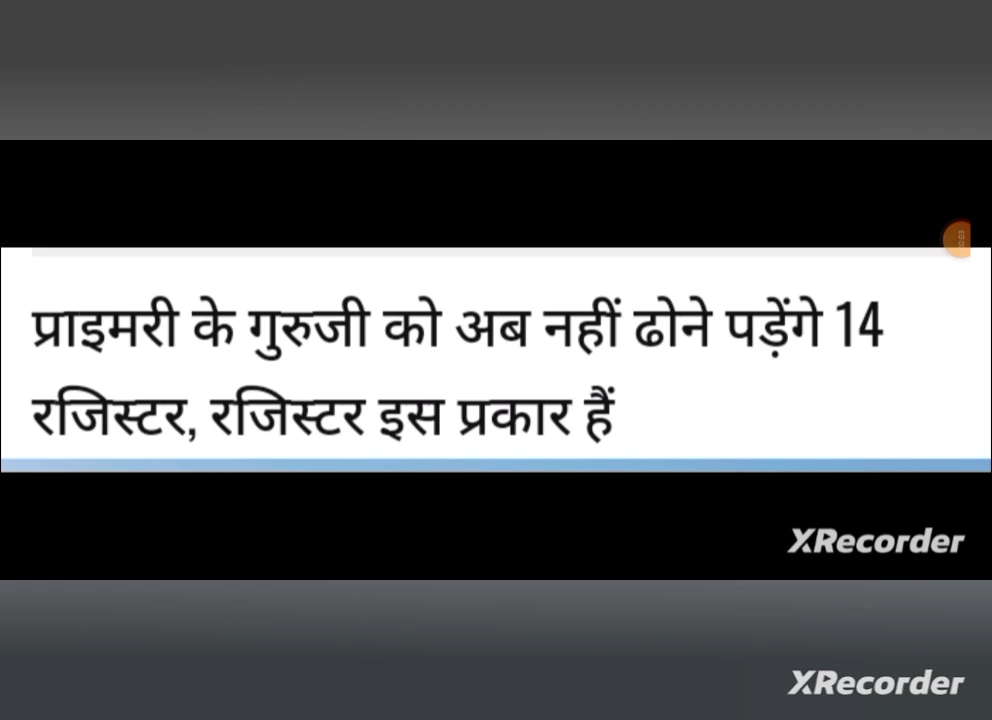 प्राइमरी के गुरुजी को अब नहीं ढोने पड़ेंगे 14
रजिस्टर, रजिस्टर इस प्रकार हैं
XRecorder
XRecorder